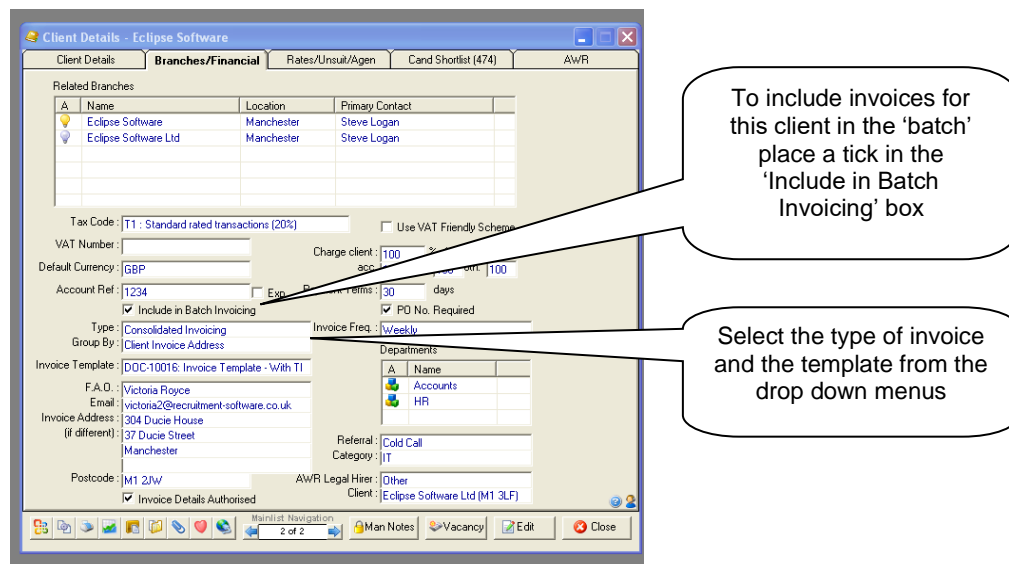 Client Details - Eclipse Software
Client Details Branches/Financial Rates/Unsuit/Agen Cand Shortlist (474) AWR
Related Branches
A Name Location Primary Contact
Eclipse Software Manchester Steve Logan
Eclipse Software Ltd Manchester Steve Logan
Tax Code : T1 : Standard rated transactions (20%)
Use VAT Friendly Scheme
VAT Number :
Charge client : 100 %
Default Currency : GBP
acc 100
Account Ref : 1234 Exp Terms : 30 days
Include in Batch Invoicing PO No. Required
Type : Consolidated Invoicing Invoice Freq. : Weekly
Group By : Client Invoice Address
Departments
Invoice Template : DOC-10016: Invoice Template - With TI
A Name
Accounts
HR
F.A.O. : Victoria Royce
Email : victoria2@recruitment-software.co.uk
Invoice Address : 304 Ducie House
(if different) : 37 Ducie Street
Manchester
Referral : Cold Call
Category : IT
Postcode : M1 2JW
AWR Legal Hirer : Other
Invoice Details Authorised
Client : Eclipse Software Ltd (M1 3LF)
Mainlist Navigation
2 of 2
Man Notes Vacancy Edit Close
To include invoices for
this client in the ‘batch’
place a tick in the
‘Include in Batch
Invoicing’ box
Select the type of invoice
and the template from the
drop down menus